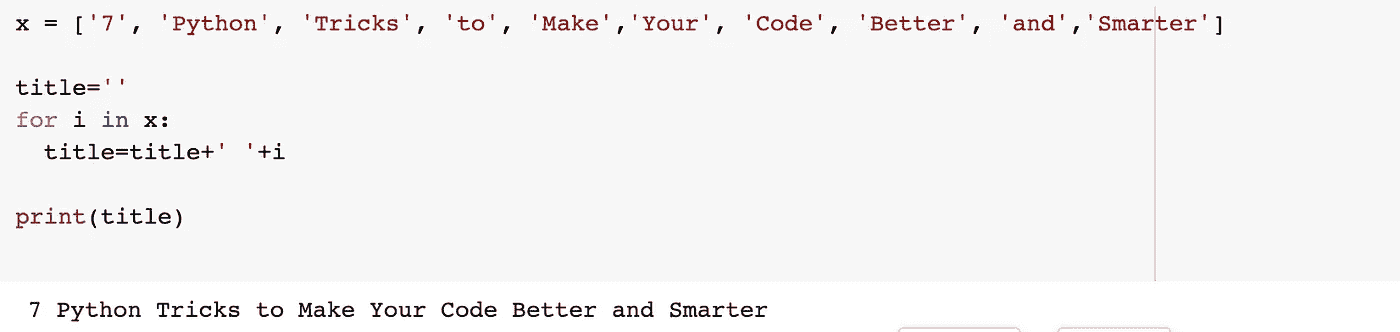 x = ['7', 'Python', 'Tricks', 'to', 'Make','Your', 'Code', 'Better', 'and','Smarter']
title=''
for i in x:
  title=title+' '+i
print(title)
 7 Python Tricks to Make Your Code Better and Smarter